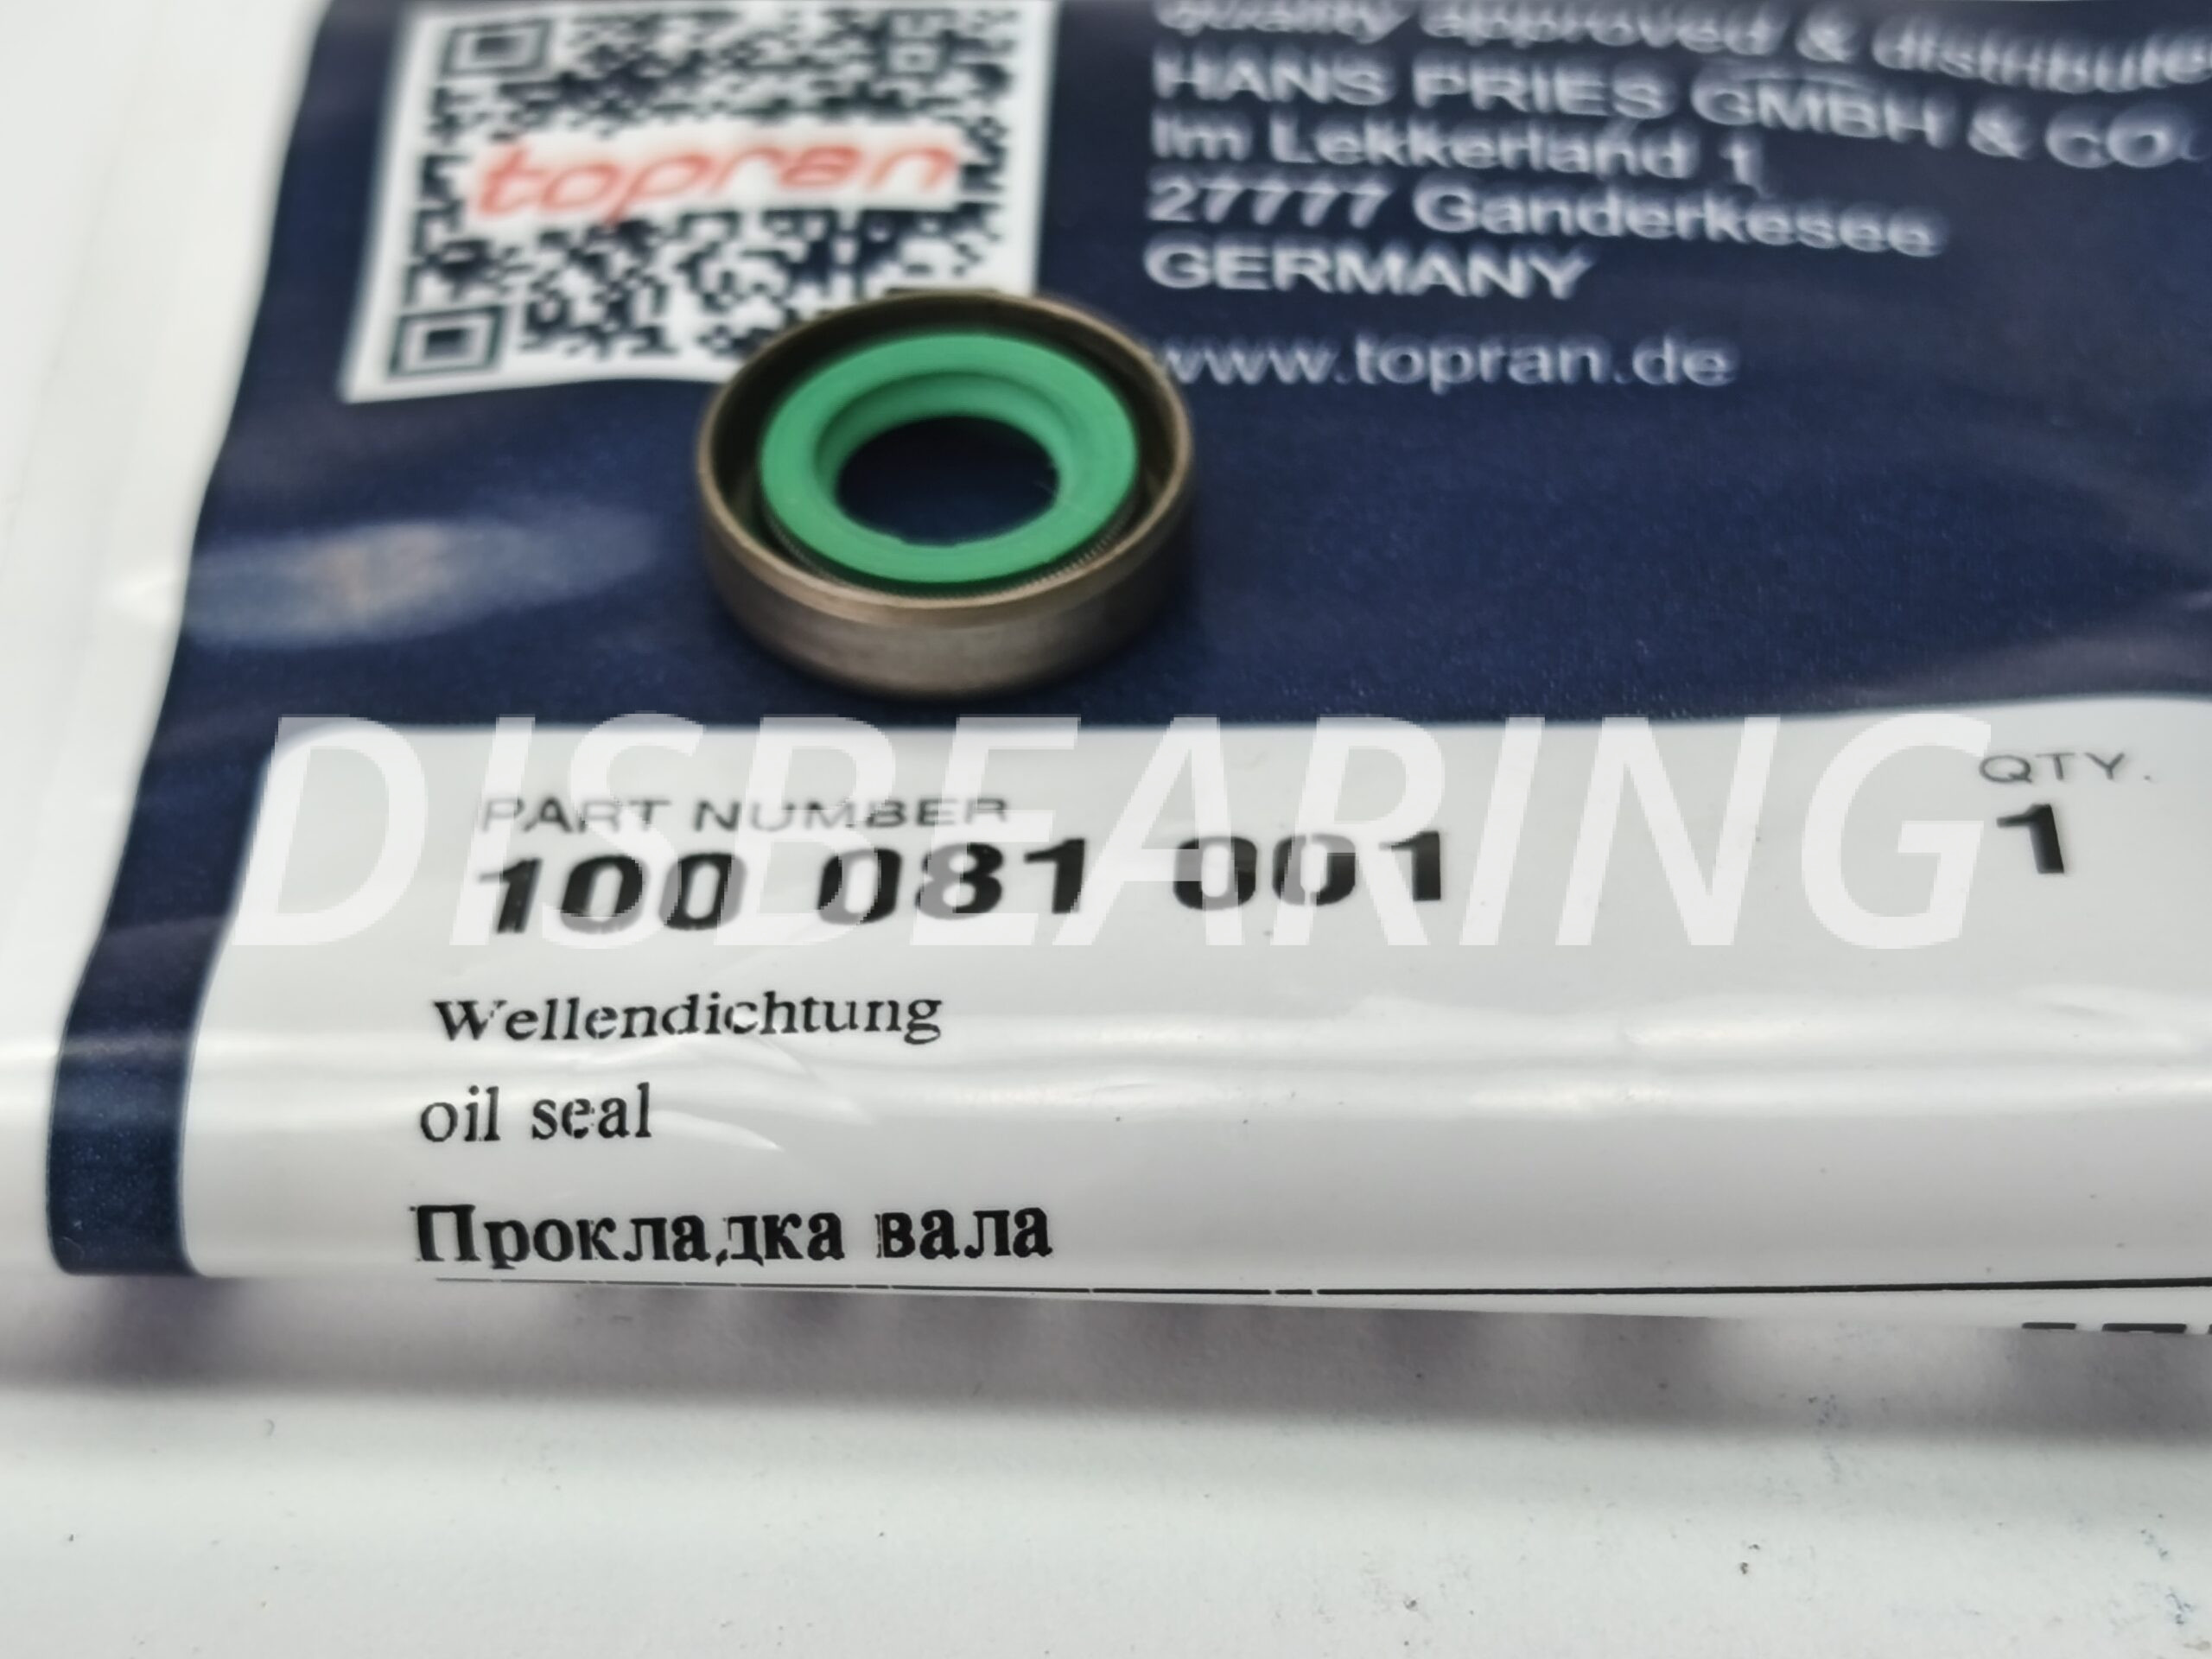 topran
quality approved & distributed
HANS PRIES GMBH & CO.
Im Lekkerland 1
27777 Ganderkesee
GERMANY
www.topran.de
DISBEARING
PART NUMBER
QTY.
100 081 001
1
Wellendichtung
oil seal
Прокладка вала